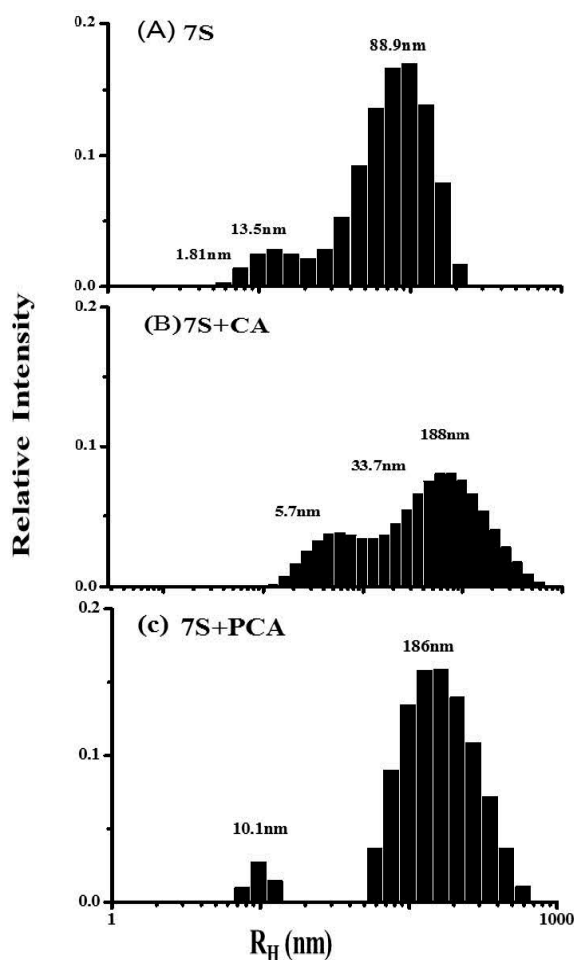 (A) 7S
0.2
88.9nm
0.1
13.5nm
1.81nm
0.0
0.2
(B)7S+CA
188nm
33.7nm
0.1
5.7nm
0.0
0.2
(c) 7S+PCA
186nm
0.1
10.1nm
0.0
1
1000
R_H (nm)
Relative Intensity